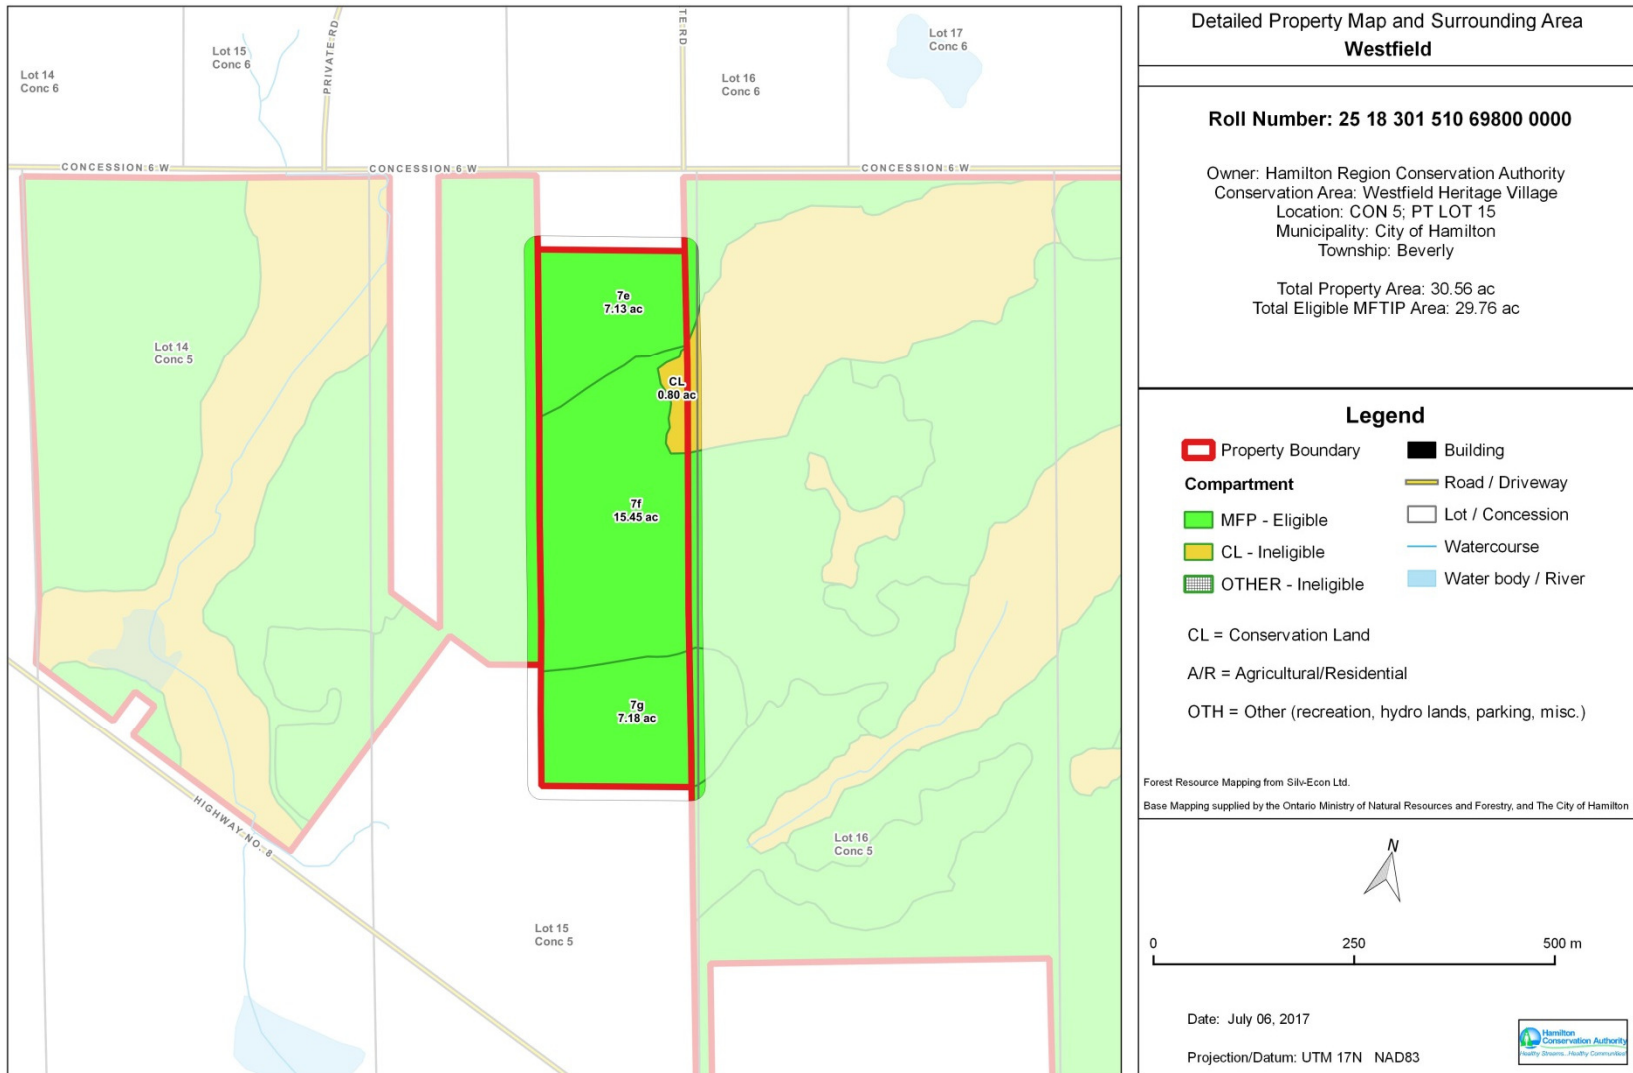 Lot 14
Conc 6
Lot 15
Conc 6
PRIVATE RD
TE RD
Lot 16
Conc 6
Lot 17
Conc 6
CONCESSION 6 W
CONCESSION 6 W
CONCESSION 6 W
7e
7.13 ac
Lot 14
Conc 5
CL
0.80 ac
7f
15.45 ac
7g
7.18 ac
HIGHWAY NO. 8
Lot 16
Conc 5
Lot 15
Conc 5
Detailed Property Map and Surrounding Area
Westfield
Roll Number: 25 18 301 510 69800 0000
Owner: Hamilton Region Conservation Authority
Conservation Area: Westfield Heritage Village
Location: CON 5; PT LOT 15
Municipality: City of Hamilton
Township: Beverly
Total Property Area: 30.56 ac
Total Eligible MFTIP Area: 29.76 ac
Legend
Property Boundary
Building
Compartment
Road / Driveway
MFP - Eligible
Lot / Concession
CL - Ineligible
Watercourse
OTHER - Ineligible
Water body / River
CL = Conservation Land
A/R = Agricultural/Residential
OTH = Other (recreation, hydro lands, parking, misc.)
Forest Resource Mapping from Silv-Econ Ltd.
Base Mapping supplied by the Ontario Ministry of Natural Resources and Forestry, and The City of Hamilton
N
0 250 500 m
Date: July 06, 2017
Projection/Datum: UTM 17N NAD83
Hamilton
Conservation Authority
Healthy Streams...Healthy Communities!